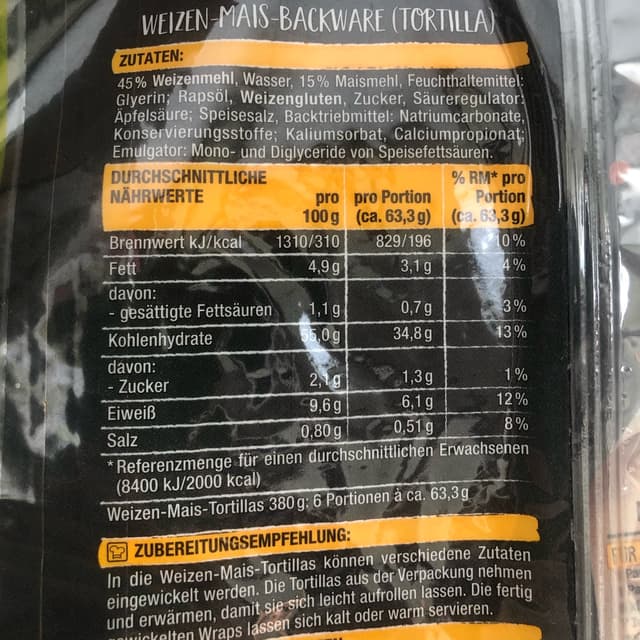 WEIZEN-MAIS-BACKWARE (TORTILLA)
ZUTATEN:
45% Weizenmehl, Wasser, 15% Maismehl, Feuchthaltemittel:
Glyerin; Rapsöl, Weizengluten, Zucker, Säureregulator:
Äpfelsäure; Speisesalz, Backtriebmittel: Natriumcarbonate,
Konservierungsstoffe; Kaliumsorbat, Calciumpropionat;
Emulgator: Mono- und Diglyceride von Speisefettsäuren.
DURCHSCHNITTLICHE % RM* pro
NÄHRWERTE pro pro Portion Portion
100 g (ca. 63,3 g) (ca. 63,3 g)
Brennwert kJ/kcal 1310/310 829/196 10 %
Fett 4,9 g 3,1 g 4 %
davon:
- gesättigte Fettsäuren 1,1 g 0,7 g 3 %
Kohlenhydrate 55,0 g 34,8 g 13 %
davon:
- Zucker 2,1 g 1,3 g 1 %
Eiweiß 9,6 g 6,1 g 12 %
Salz 0,80 g 0,51 g 8 %
* Referenzmenge für einen durchschnittlichen Erwachsenen
(8400 kJ/2000 kcal)
Weizen-Mais-Tortillas 380 g: 6 Portionen à ca. 63,3 g
ZUBEREITUNGSEMPFEHLUNG:
In die Weizen-Mais-Tortillas können verschiedene Zutaten
eingewickelt werden. Die Tortillas aus der Verpackung nehmen
und erwärmen, damit sie sich leicht aufrollen lassen. Die fertig
Wraps lassen sich kalt oder warm servieren.
FÜR